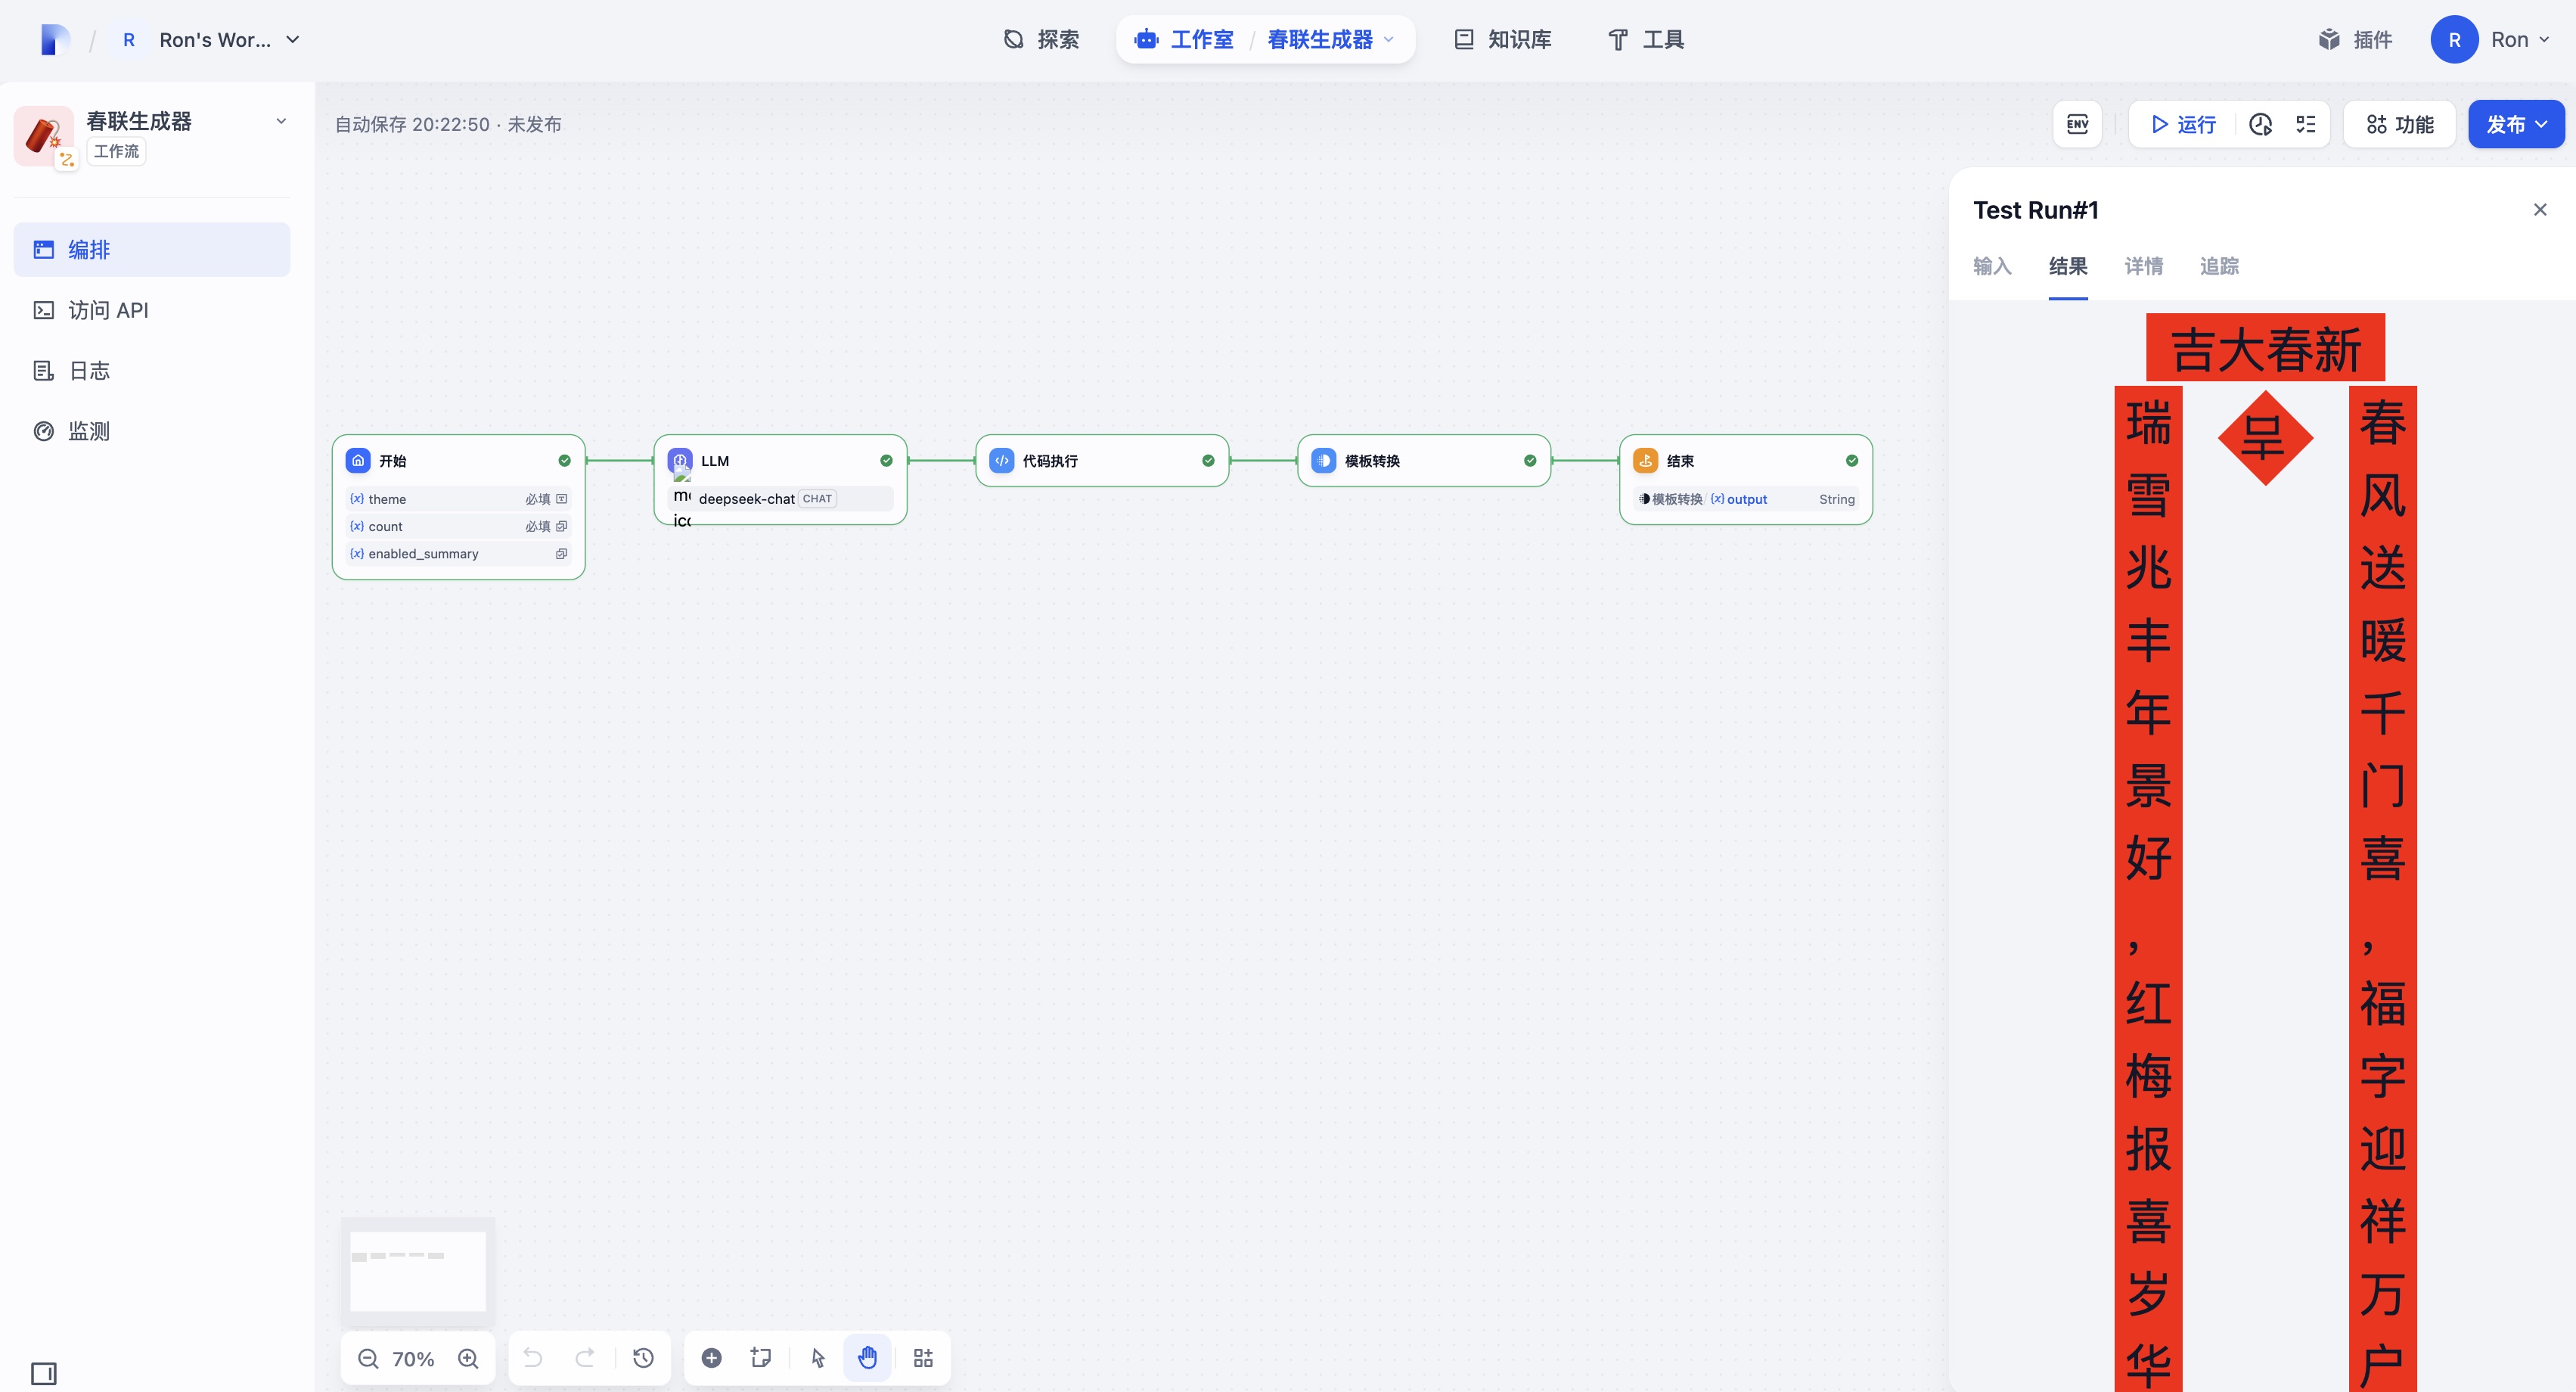 R Ron's Wor...
探索
工作室 / 春联生成器
知识库
工具
插件
R Ron
春联生成器
工作流
编排
访问 API
日志
监测
自动保存 20:22:50 · 未发布
ENV
运行
功能
发布
开始
theme 必填
count 必填
enabled_summary
LLM
deepseek-chat CHAT
代码执行
模板转换
结束
模板转换 / {x} output String
70%
Test Run#1
输入 结果 详情 追踪
吉大春新
春风送暖千门喜，福字迎祥万户
呈
瑞雪兆丰年景好，红梅报喜岁华